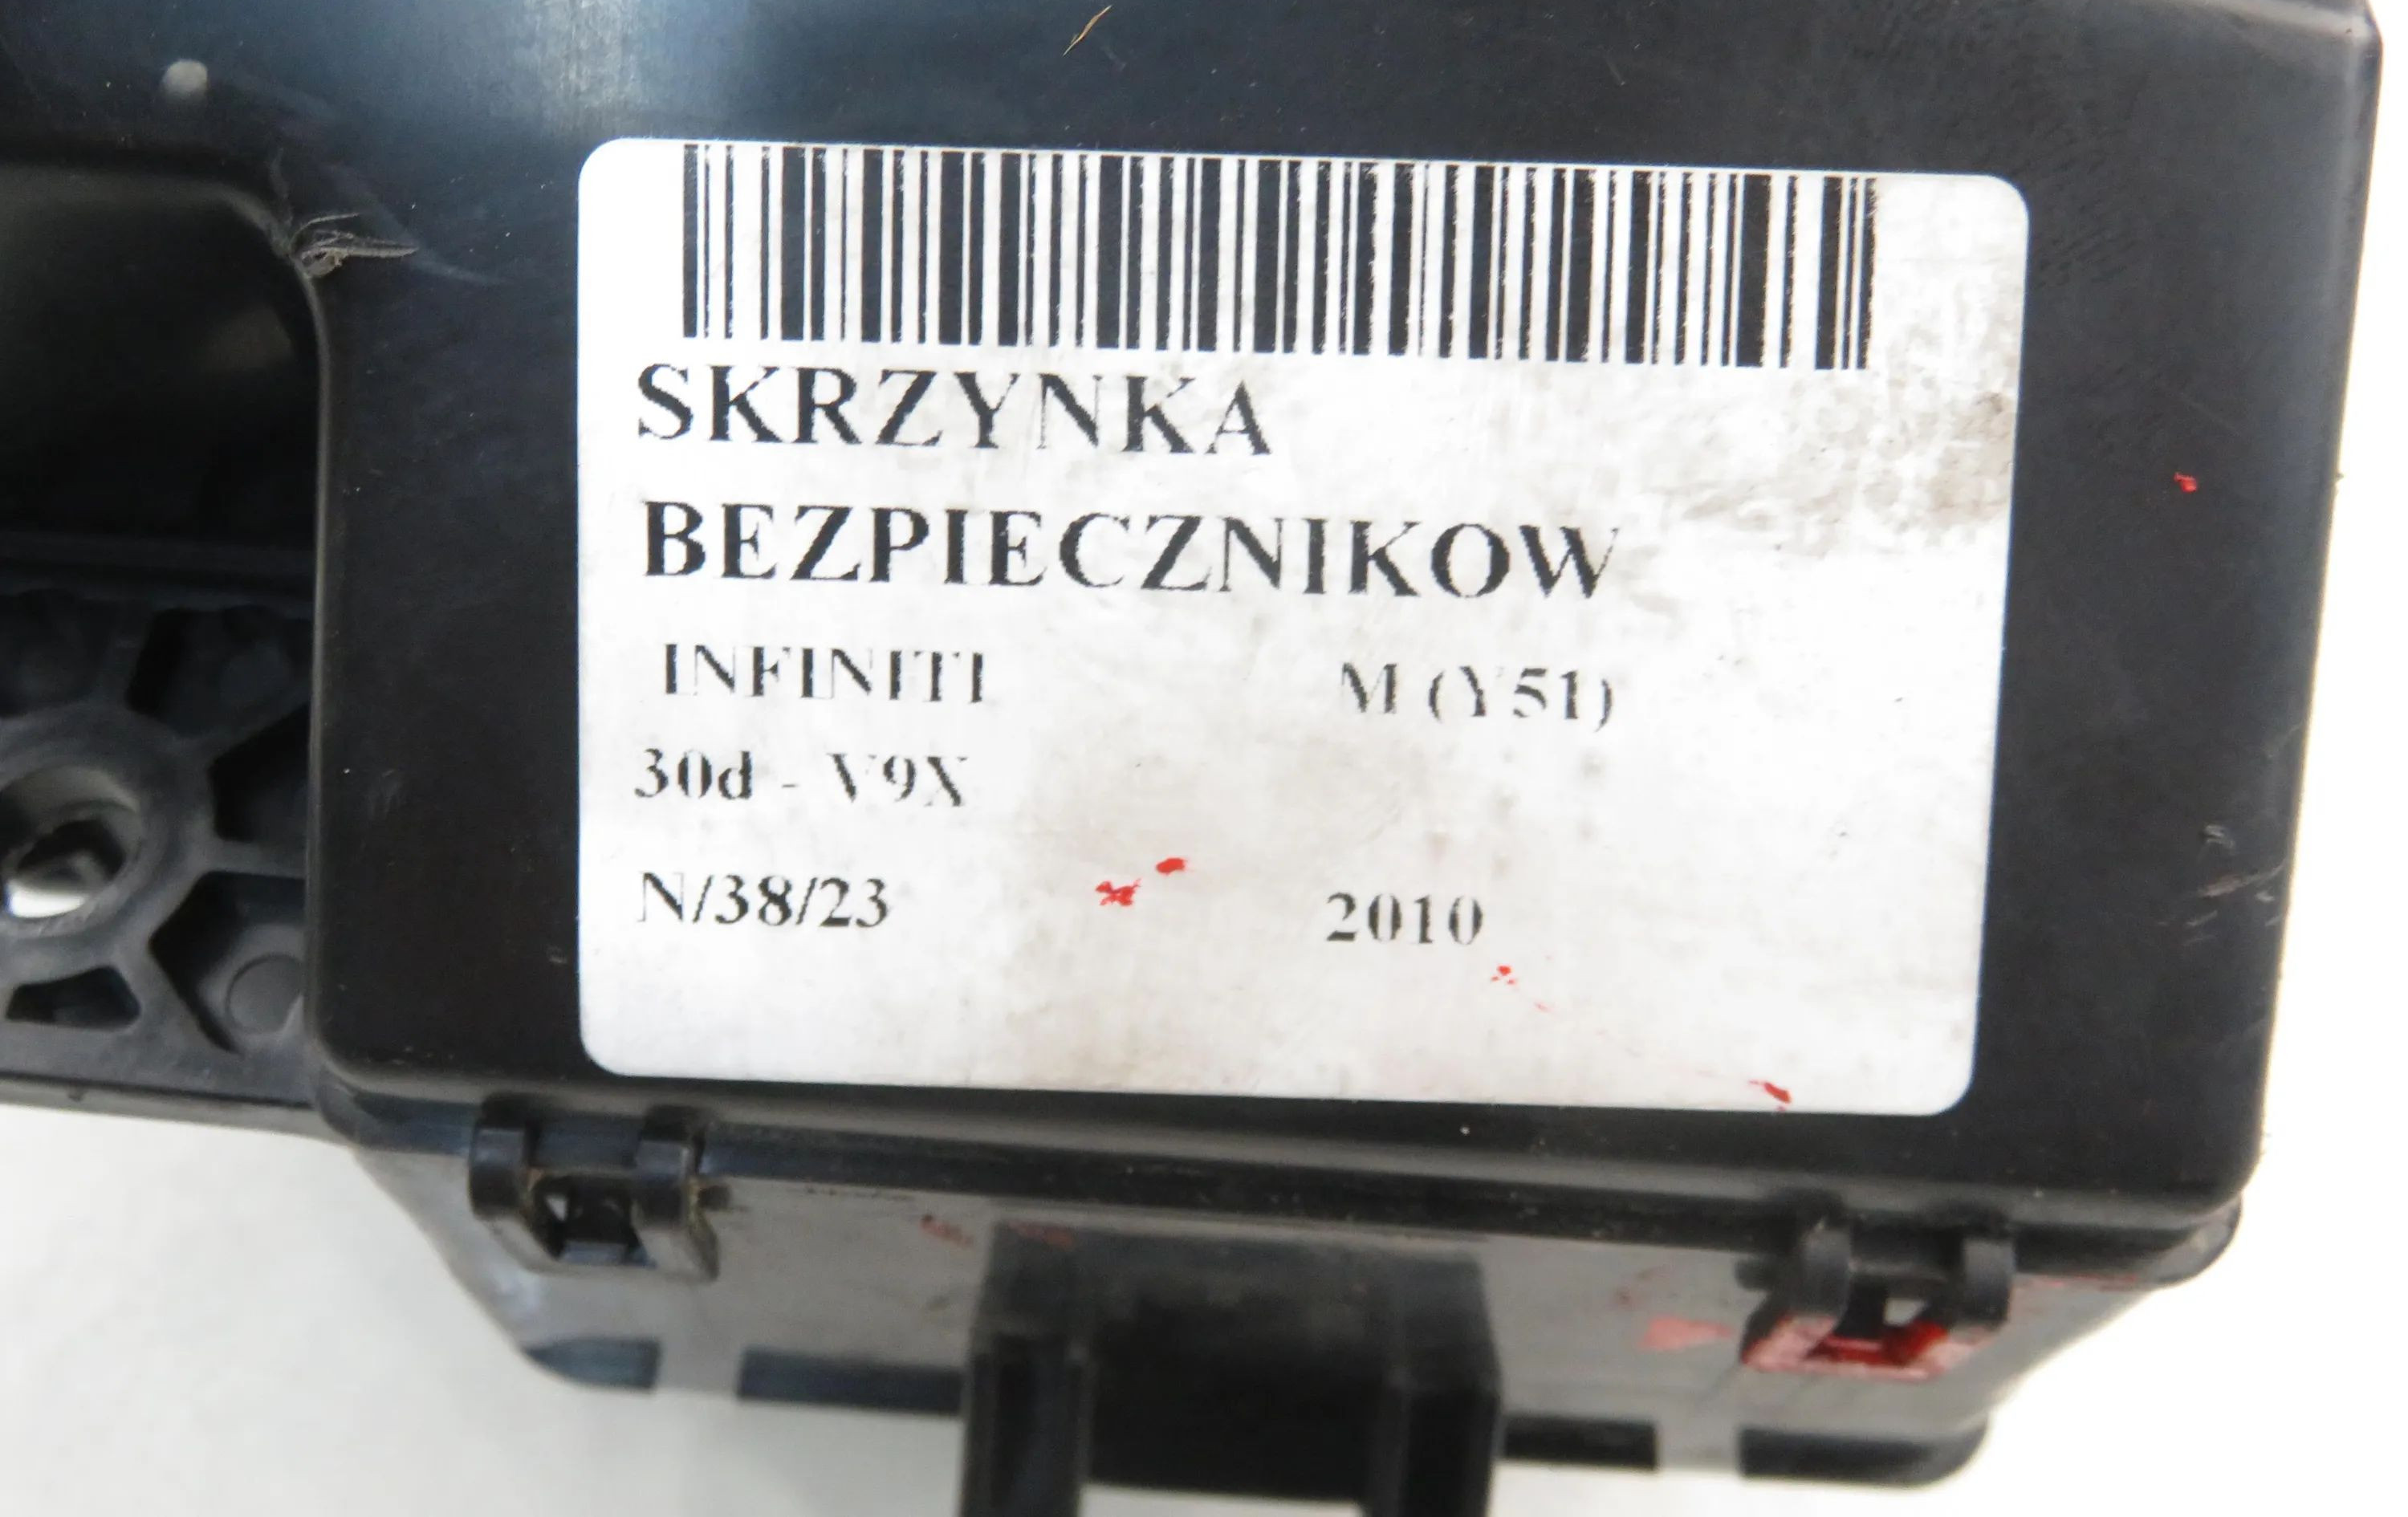 SKRZYNKA
BEZPIECZNIKOW
INFINITI M (Y51)
30d - V9X
N/38/23 2010